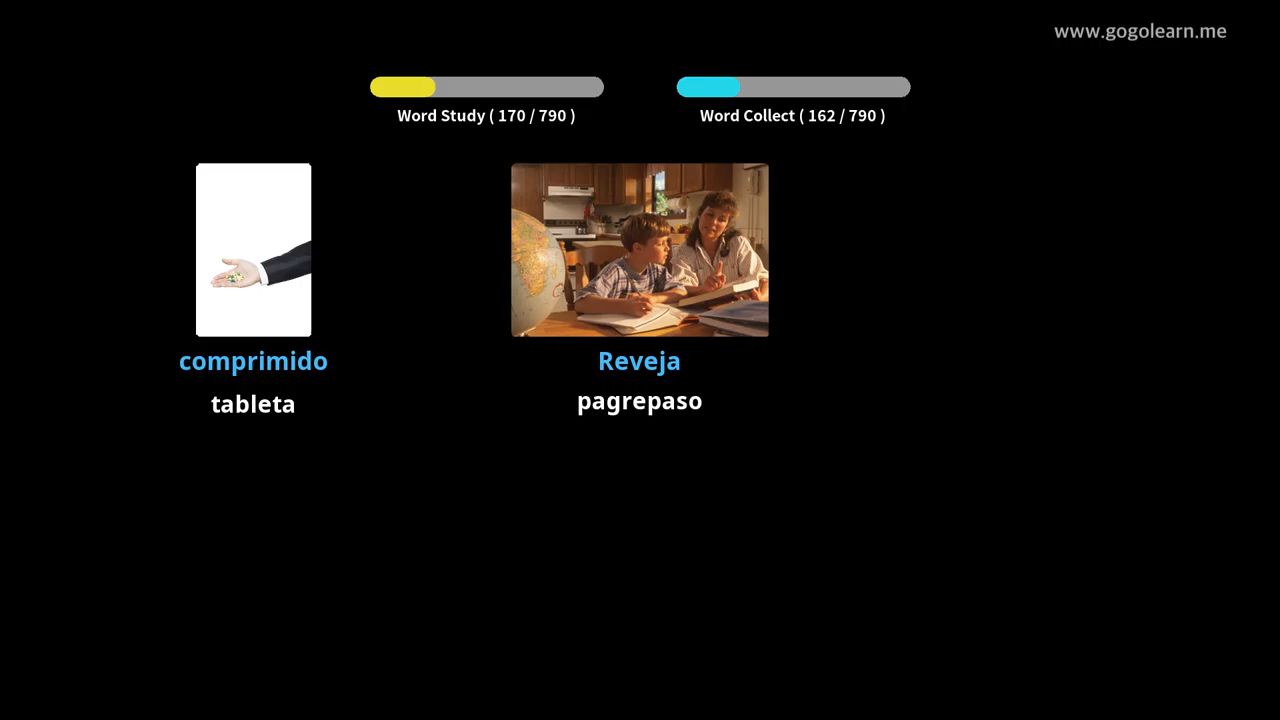 www.gogolearn.me
Word Study ( 170 / 790 )
Word Collect ( 162 / 790 )
comprimido
tableta
Reveja
pagrepaso